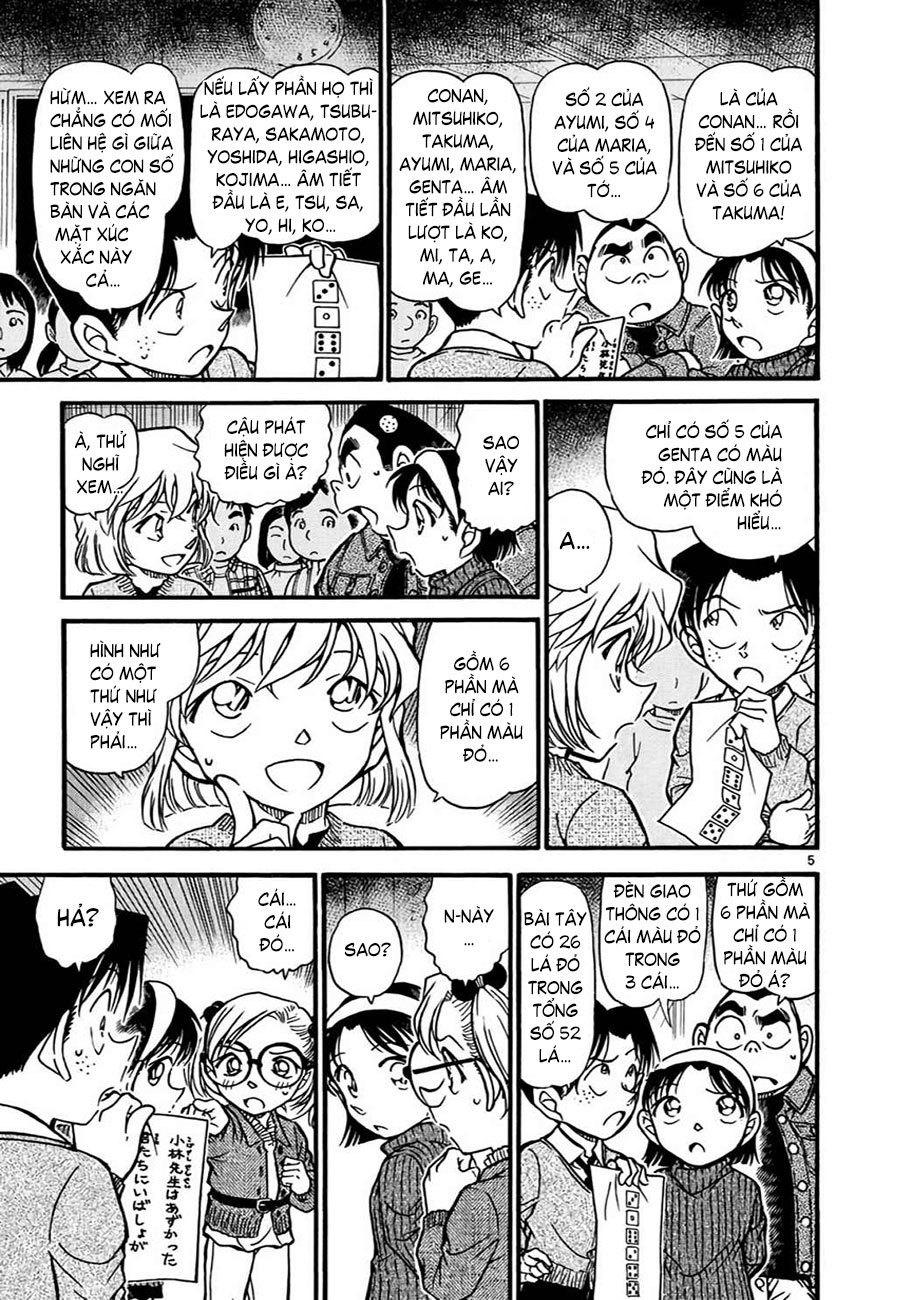 LÀ CỦA
CONAN... RỒI
ĐẾN SỐ 1 CỦA
MITSUHIKO
VÀ SỐ 6 CỦA
TAKUMA!
SỐ 2 CỦA
AYUMI, SỐ 4
CỦA MARIA,
VÀ SỐ 5 CỦA
TỚ...
CONAN,
MITSUHIKO,
TAKUMA,
AYUMI, MARIA,
GENTA... ÂM
TIẾT ĐẦU LẦN
LƯỢT LÀ KO,
MI, TA, A,
MA, GE...
NẾU LẤY PHẦN HỌ THÌ
LÀ EDOGAWA, TSUBU-
RAYA, SAKAMOTO,
YOSHIDA, HIGASHIO,
KOJIMA... ÂM TIẾT
ĐẦU LÀ E, TSU, SA,
YO, HI, KO...
HỪM... XEM RA
CHẲNG CÓ MỐI
LIÊN HỆ GÌ GIỮA
NHỮNG CON SỐ
TRONG NGĂN
BÀN VÀ CÁC
MẶT XÚC
XẮC NÀY
CẢ...
CHỈ CÓ SỐ 5 CỦA
GENTA CÓ MÀU
ĐỎ. ĐÂY CŨNG LÀ
MỘT ĐIỂM KHÓ
HIỂU...
A...
SAO
VẬY
AI?
CẬU PHÁT
HIỆN ĐƯỢC
ĐIỀU GÌ À?
À, THỬ
NGHĨ
XEM...
GỒM 6
PHẦN MÀ
CHỈ CÓ 1
PHẦN MÀU
ĐỎ...
HÌNH NHƯ
CÓ MỘT
THỨ NHƯ
VẬY THÌ
PHẢI...
5
THỨ GỒM
6 PHẦN MÀ
CHỈ CÓ 1
PHẦN MÀU
ĐỎ Á?
ĐÈN GIAO
THÔNG CÓ 1
CÁI MÀU ĐỎ
TRONG
3 CÁI...
BÀI TÂY
CÓ 26
LÁ ĐỎ
TRONG
TỔNG
SỐ 52
LÁ...
N-NÀY
...
SAO?
CÁI...
CÁI
ĐÓ...
HẢ?
小林先生はあずかった
君たちにいばしょが